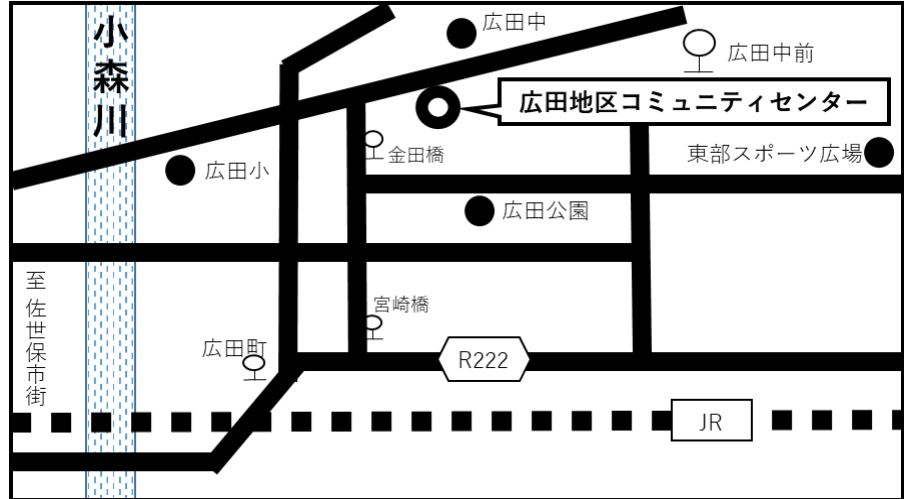 小森川
広田中
広田中前
広田地区コミュニティセンター
金田橋
東部スポーツ広場
広田小
広田公園
至 佐世保市街
宮崎橋
広田町
R222
JR